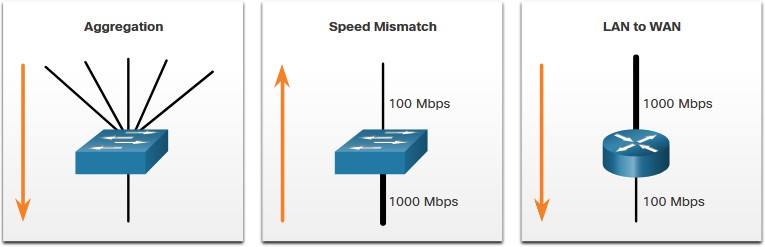 Aggregation
Speed Mismatch
100 Mbps
1000 Mbps
LAN to WAN
1000 Mbps
100 Mbps